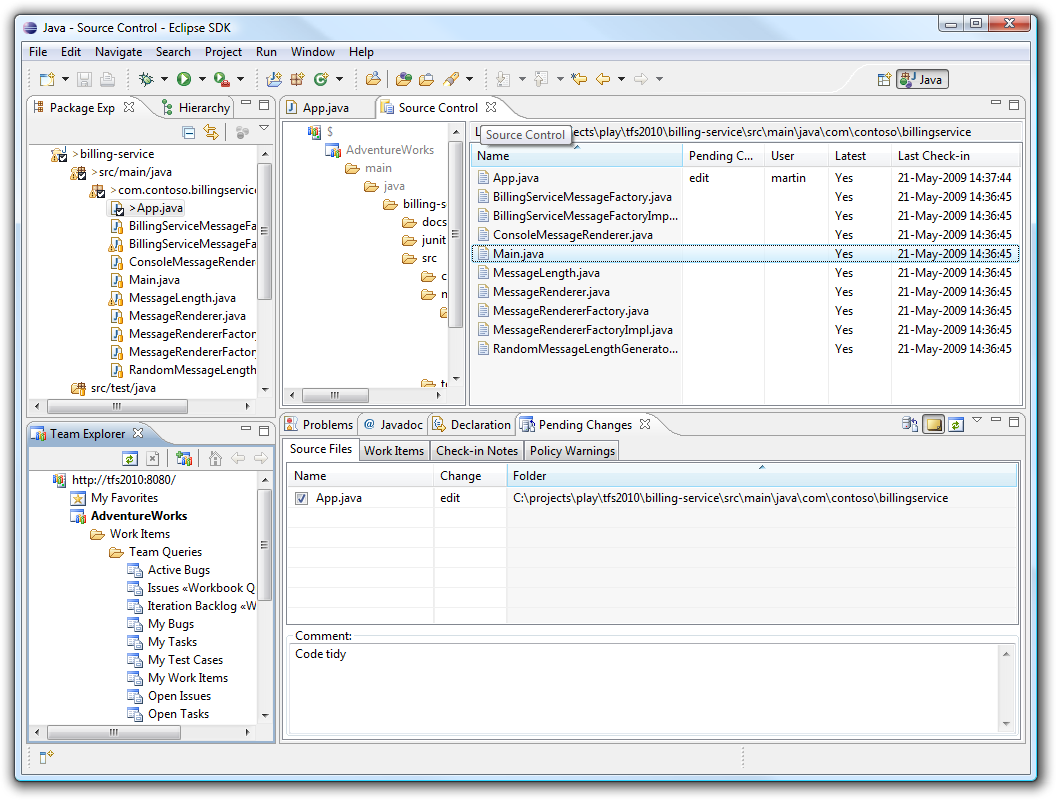 Java - Source Control - Eclipse SDK
File Edit Navigate Search Project Run Window Help
Java
Package Exp Hierarchy
>billing-service
>src/main/java
>com.contoso.billingservice
>App.java
BillingServiceMessageFa
BillingServiceMessageFa
ConsoleMessageRender
Main.java
MessageLength.java
MessageRenderer.java
MessageRendererFactor
MessageRendererFactor
RandomMessageLength
src/test/java
App.java Source Control
Source Control
$
AdventureWorks
main
java
billing-s
docs
junit
src
c
t
L ects\play\tfs2010\billing-service\src\main\java\com\contoso\billingservice
Name Pending C... User Latest Last Check-in
App.java edit martin Yes 21-May-2009 14:37:44
BillingServiceMessageFactory.java Yes 21-May-2009 14:36:45
BillingServiceMessageFactoryImp... Yes 21-May-2009 14:36:45
ConsoleMessageRenderer.java Yes 21-May-2009 14:36:45
Main.java Yes 21-May-2009 14:36:45
MessageLength.java Yes 21-May-2009 14:36:45
MessageRenderer.java Yes 21-May-2009 14:36:45
MessageRendererFactory.java Yes 21-May-2009 14:36:45
MessageRendererFactoryImpl.java Yes 21-May-2009 14:36:45
RandomMessageLengthGenerato... Yes 21-May-2009 14:36:45
Team Explorer
http://tfs2010:8080/
My Favorites
AdventureWorks
Work Items
Team Queries
Active Bugs
Issues «Workbook Q
Iteration Backlog «W
My Bugs
My Tasks
My Test Cases
My Work Items
Open Issues
Open Tasks
Problems @ Javadoc Declaration Pending Changes
Source Files Work Items Check-in Notes Policy Warnings
Name Change Folder
App.java edit C:\projects\play\tfs2010\billing-service\src\main\java\com\contoso\billingservice
Comment:
Code tidy